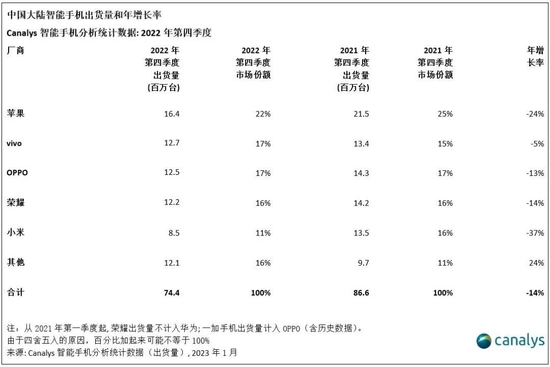 中国大陆智能手机出货量和年增长率
Canalys 智能手机分析统计数据: 2022 年第四季度
厂商 2022 年第四季度出货量(百万台) 2022 年第四季度市场份额 2021 年第四季度出货量(百万台) 2021 年第四季度市场份额 年增长率
苹果 16.4 22% 21.5 25% -24%
vivo 12.7 17% 13.4 15% -5%
OPPO 12.5 17% 14.3 17% -13%
荣耀 12.2 16% 14.2 16% -14%
小米 8.5 11% 13.5 16% -37%
其他 12.1 16% 9.7 11% 24%
合计 74.4 100% 86.6 100% -14%
注：从 2021 年第一季度起, 荣耀出货量不计入华为; 一加手机出货量计入 OPPO（含历史数据）。
由于四舍五入的原因，百分比加起来可能不等于 100%
来源: Canalys 智能手机分析统计数据（出货量）, 2023 年 1 月
canalys